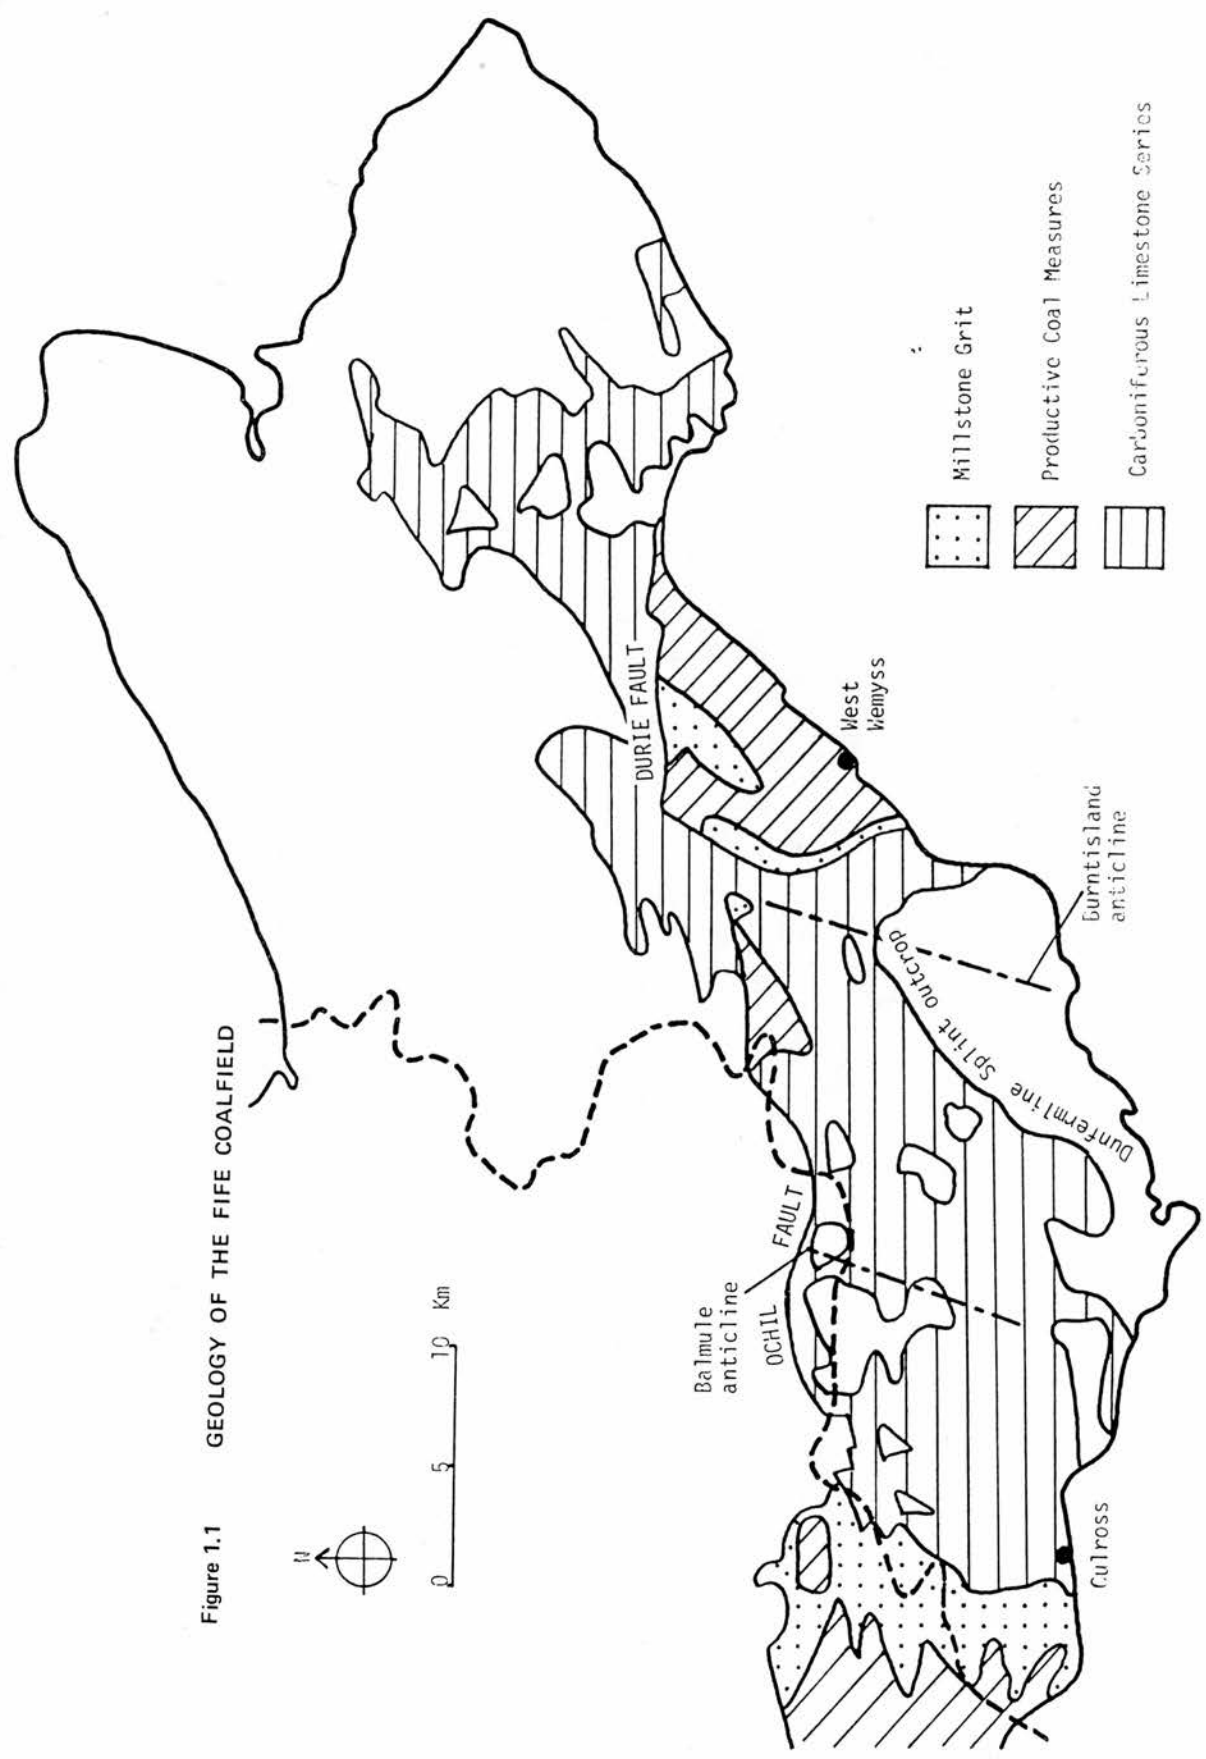 Figure 1.1 GEOLOGY OF THE FIFE COALFIELD
N
0 5 10 Km
Balmule
anticline
OCHIL FAULT
DURIE FAULT
Dunfermline Splint outcrop
Culross
West
Wemyss
Burntisland
anticline
Millstone Grit
Productive Coal Measures
Carboniferous Limestone Series